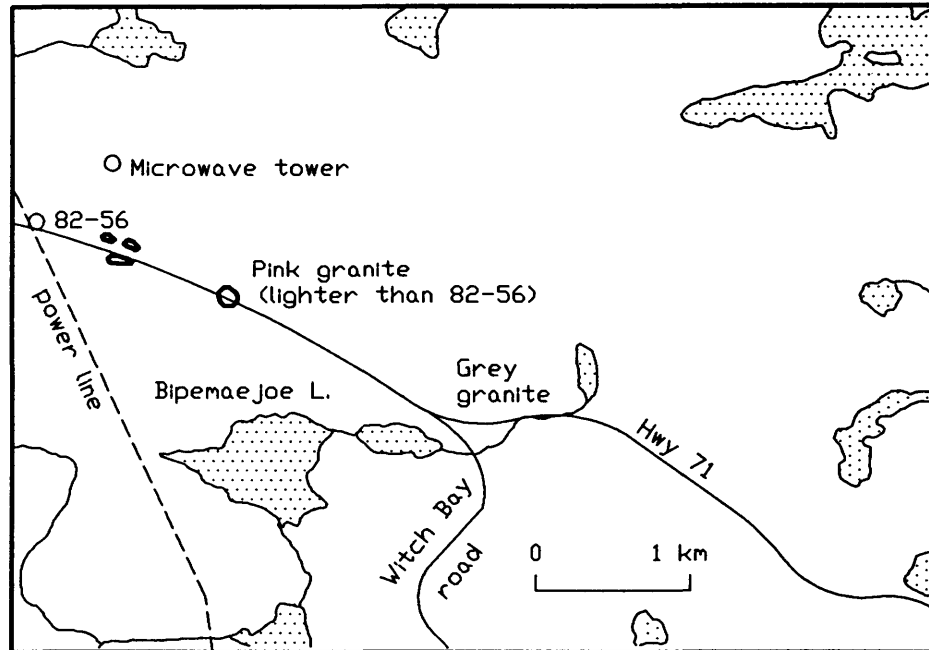 Microwave tower
82-56
Pink granite
(lighter than 82-56)
power line
Grey
granite
Bipemaejoe L.
Hwy 71
Witch Bay
road
0 1 km